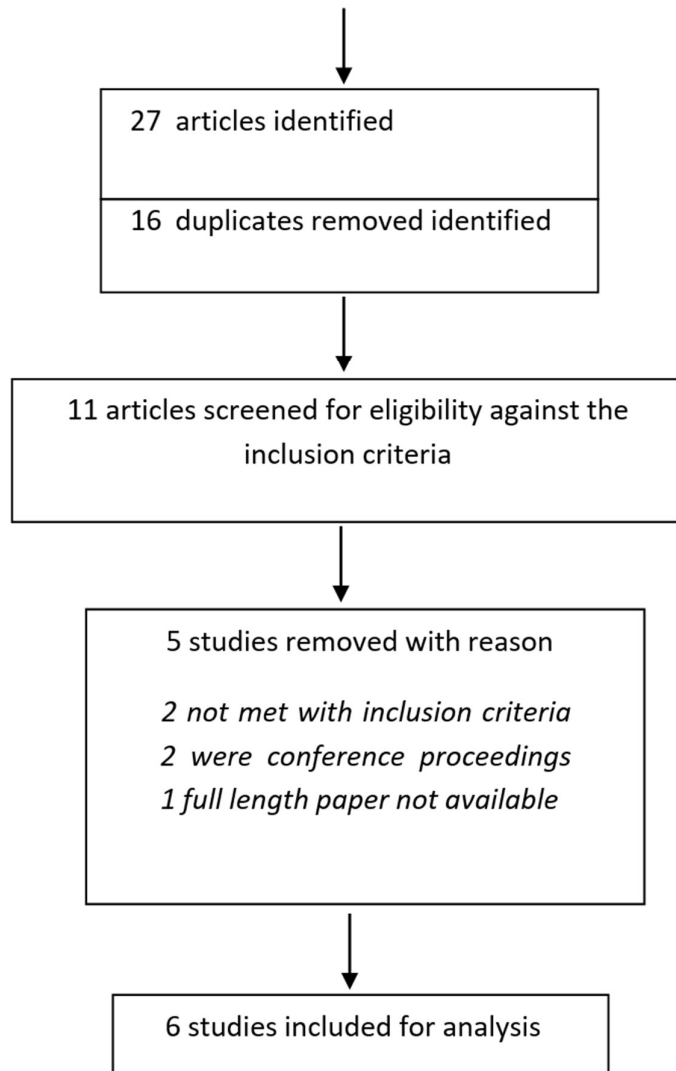 27 articles identified
16 duplicates removed identified
11 articles screened for eligibility against the
inclusion criteria
5 studies removed with reason
2 not met with inclusion criteria
2 were conference proceedings
1 full length paper not available
6 studies included for analysis